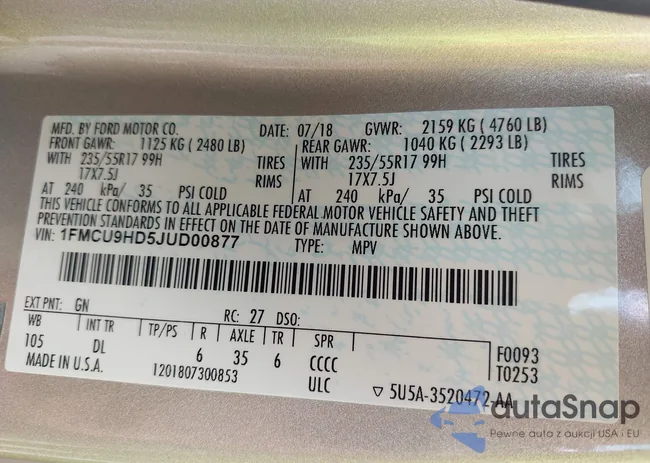 MFD. BY FORD MOTOR CO. DATE: 07/18 GVWR: 2159 KG ( 4760 LB)
FRONT GAWR: 1125 KG ( 2480 LB) REAR GAWR: 1040 KG ( 2293 LB)
WITH 235/55R17 99H TIRES WITH 235/55R17 99H TIRES
17X7.5J RIMS 17X7.5J RIMS
AT 240 kPa/ 35 PSI COLD AT 240 kPa/ 35 PSI COLD
THIS VEHICLE CONFORMS TO ALL APPLICABLE FEDERAL MOTOR VEHICLE SAFETY AND THEFT
PREVENTION STANDARDS IN EFFECT ON THE DATE OF MANUFACTURE SHOWN ABOVE.
VIN: 1FMCU9HD5JUD00877 TYPE: MPV
EXT PNT: GN RC: 27 DSO:
WB INT TR TP/PS R AXLE TR SPR
105 DL 6 35 6 CCCC F0093
MADE IN U.S.A. 1201807300853 ULC T0253
▽ 5U5A-3520472-AA
autaSnap
Pewne auta z aukcji USA i EU